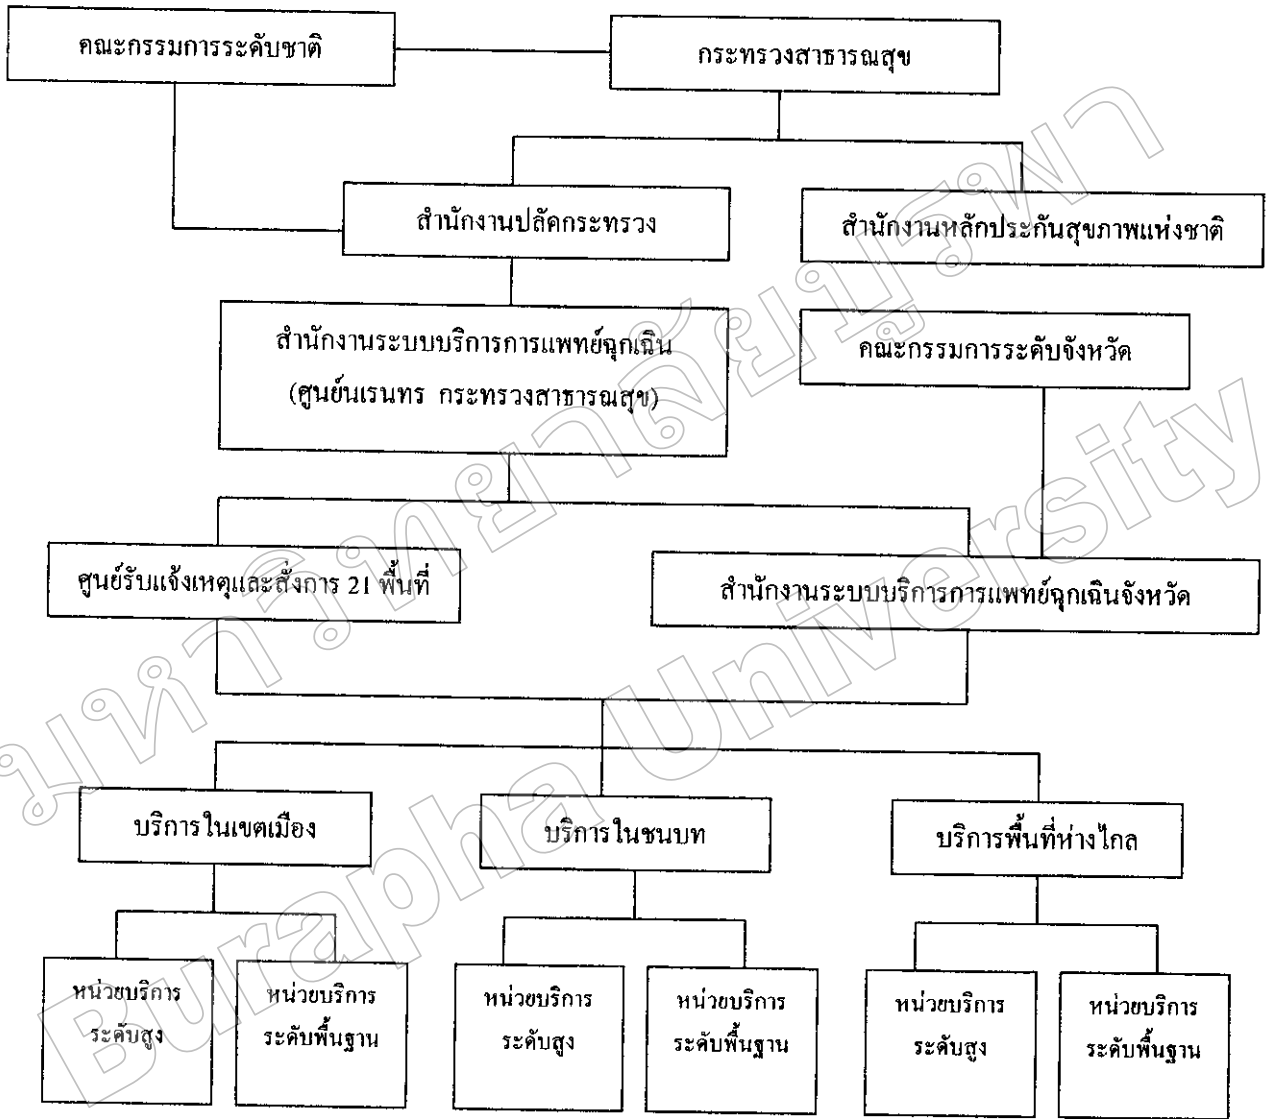 คณะกรรมการระดับชาติ
กระทรวงสาธารณสุข
สำนักงานปลัดกระทรวง
สำนักงานหลักประกันสุขภาพแห่งชาติ
สำนักงานระบบบริการการแพทย์ฉุกเฉิน
(ศูนย์นเรนทร กระทรวงสาธารณสุข)
คณะกรรมการระดับจังหวัด
ศูนย์รับแจ้งเหตุและสั่งการ 21 พื้นที่
สำนักงานระบบบริการการแพทย์ฉุกเฉินจังหวัด
บริการในเขตเมือง
บริการในชนบท
บริการพื้นที่ห่างไกล
หน่วยบริการ
ระดับสูง
หน่วยบริการ
ระดับพื้นฐาน
หน่วยบริการ
ระดับสูง
หน่วยบริการ
ระดับพื้นฐาน
หน่วยบริการ
ระดับสูง
หน่วยบริการ
ระดับพื้นฐาน
มหาวิทยาลัยบูรพา
Burapha University